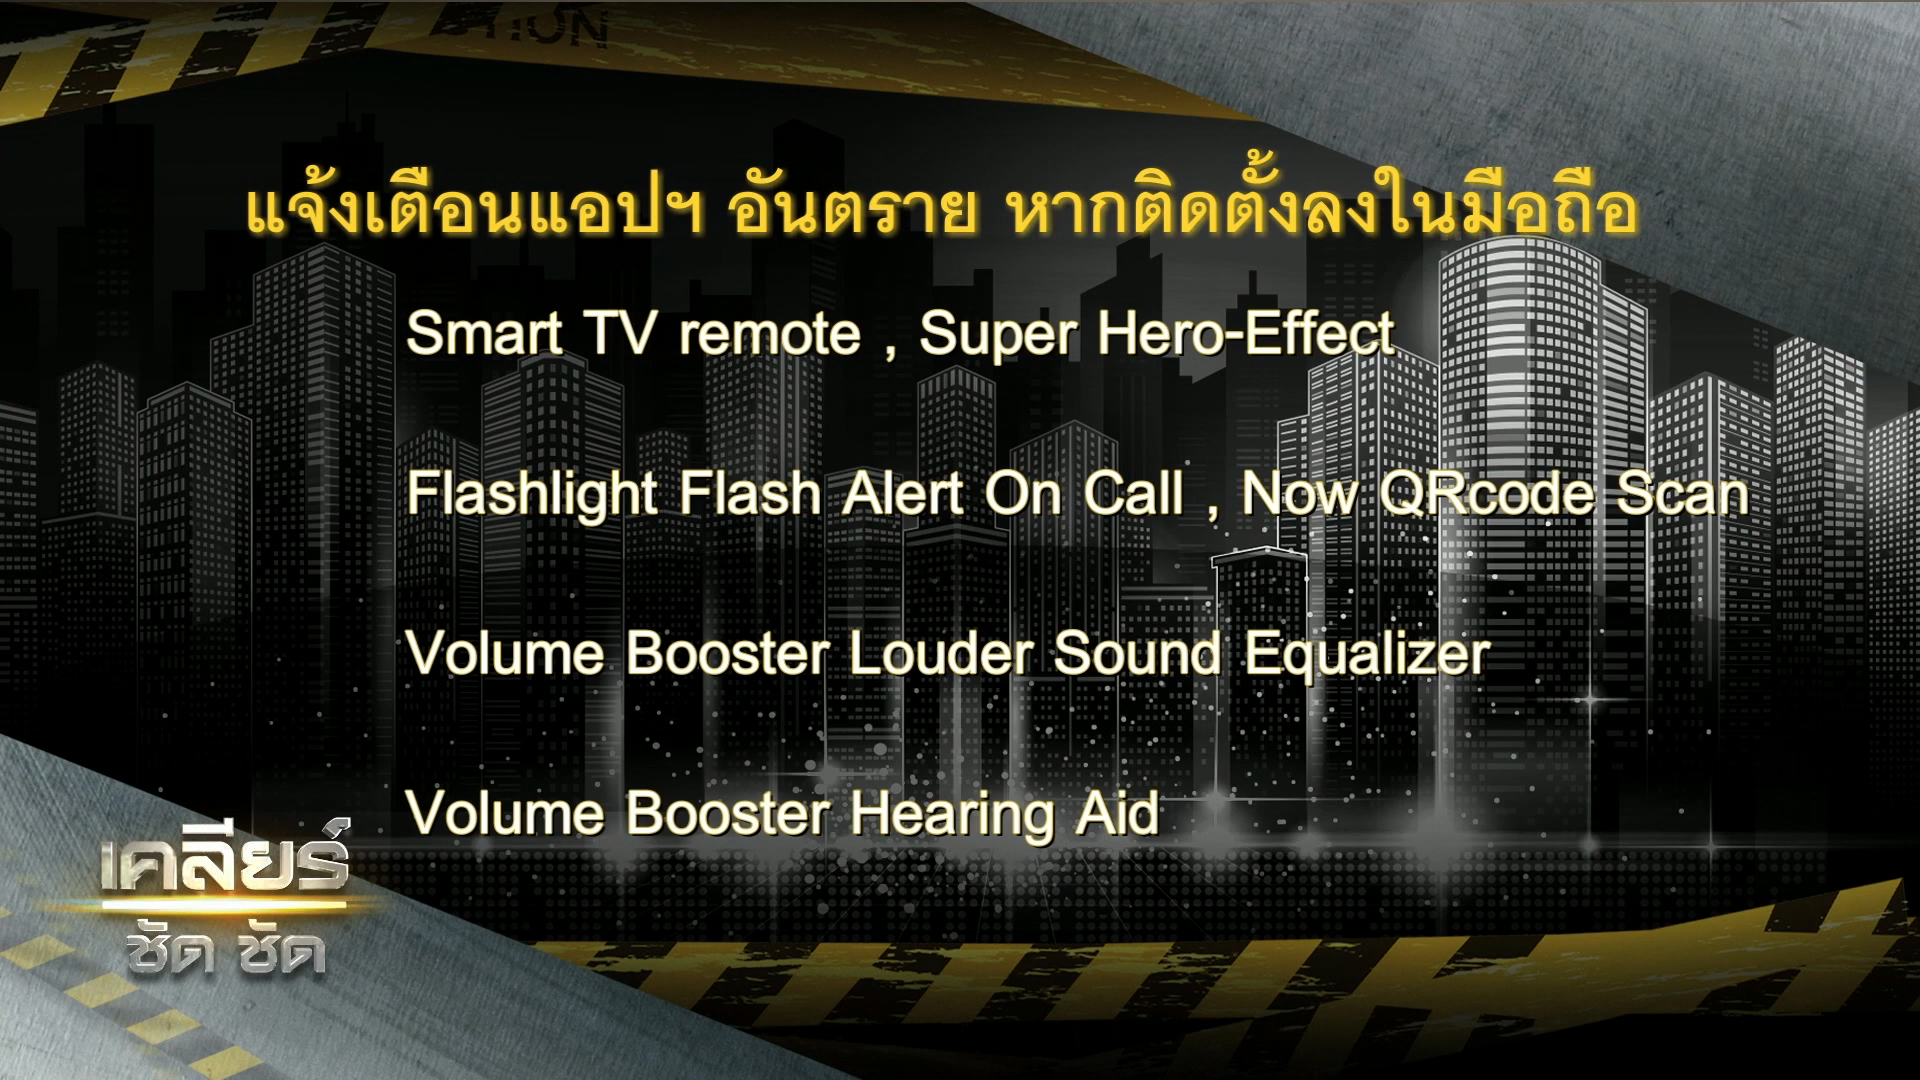 แจ้งเตือนแอปฯ อันตราย หากติดตั้งลงในมือถือ
Smart TV remote , Super Hero-Effect
Flashlight Flash Alert On Call , Now QRcode Scan
Volume Booster Louder Sound Equalizer
Volume Booster Hearing Aid
เคลียร์
ชัด ชัด